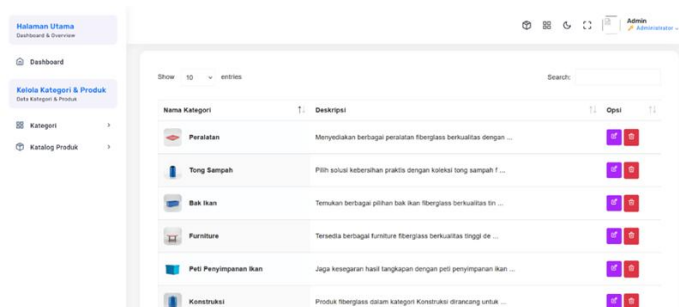 Halaman Utama
Dashboard & Overview
Dashboard
Kelola Kategori & Produk
Data Kategori & Produk
Kategori
Katalog Produk
Admin
Administrator
Show 10 entries
Search:
Nama Kategori Deskripsi Opsi
Peralatan Menyediakan berbagai peralatan fiberglass berkualitas dengan ...
Tong Sampah Pilih solusi kebersihan praktis dengan koleksi tong sampah f ...
Bak Ikan Temukan berbagai pilihan bak ikan fiberglass berkualitas tin ...
Furniture Tersedia berbagai furniture fiberglass berkualitas tinggi de ...
Peti Penyimpanan Ikan Jaga kesegaran hasil tangkapan dengan peti penyimpanan ikan ...
Konstruksi Produk fiberglass dalam kategori Konstruksi dirancang untuk ...